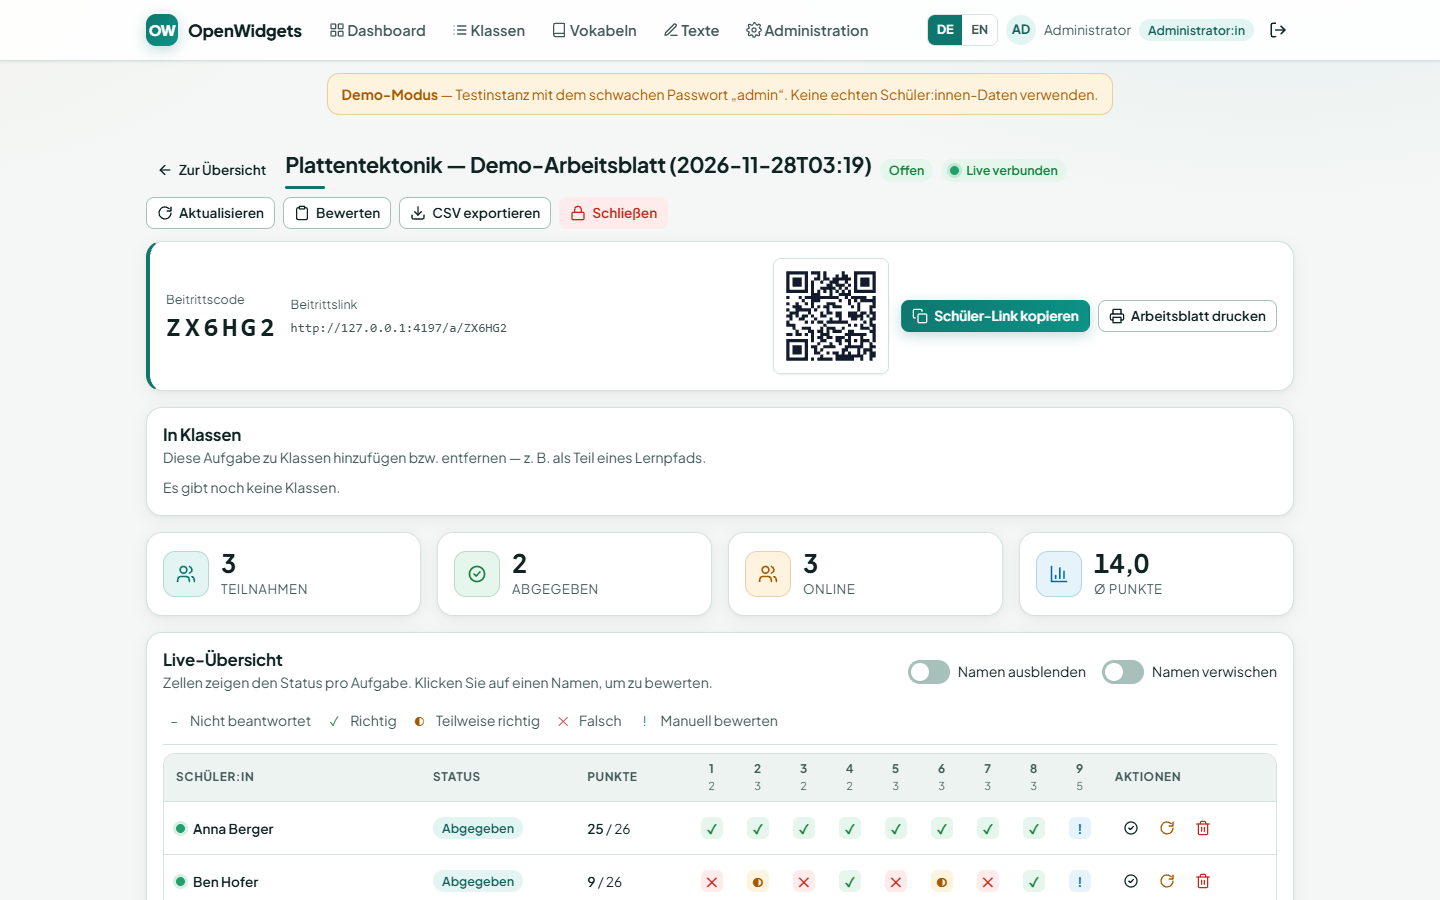 OW OpenWidgets Dashboard Klassen Vokabeln Texte Administration DE EN AD Administrator Administrator:in
Demo-Modus — Testinstanz mit dem schwachen Passwort „admin“. Keine echten Schüler:innen-Daten verwenden.
Zur Übersicht Plattentektonik — Demo-Arbeitsblatt (2026-11-28T03:19) Offen Live verbunden
Aktualisieren Bewerten CSV exportieren Schließen
Beitrittscode
ZX6HG2
Beitrittslink
http://127.0.0.1:4197/a/ZX6HG2
Schüler-Link kopieren Arbeitsblatt drucken
In Klassen
Diese Aufgabe zu Klassen hinzufügen bzw. entfernen — z. B. als Teil eines Lernpfads.
Es gibt noch keine Klassen.
3
TEILNAHMEN
2
ABGEGEBEN
3
ONLINE
14,0
Ø PUNKTE
Live-Übersicht
Zellen zeigen den Status pro Aufgabe. Klicken Sie auf einen Namen, um zu bewerten.
Namen ausblenden Namen verwischen
– Nicht beantwortet ✓ Richtig ◐ Teilweise richtig ✕ Falsch ! Manuell bewerten
SCHÜLER:IN STATUS PUNKTE 1 2 3 4 5 6 7 8 9 AKTIONEN
2 3 2 2 3 3 3 3 5
Anna Berger Abgegeben 25 / 26 ✓ ✓ ✓ ✓ ✓ ✓ ✓ ✓ !
Ben Hofer Abgegeben 9 / 26 ✕ ◐ ✕ ✓ ✕ ◐ ✕ ✓ !